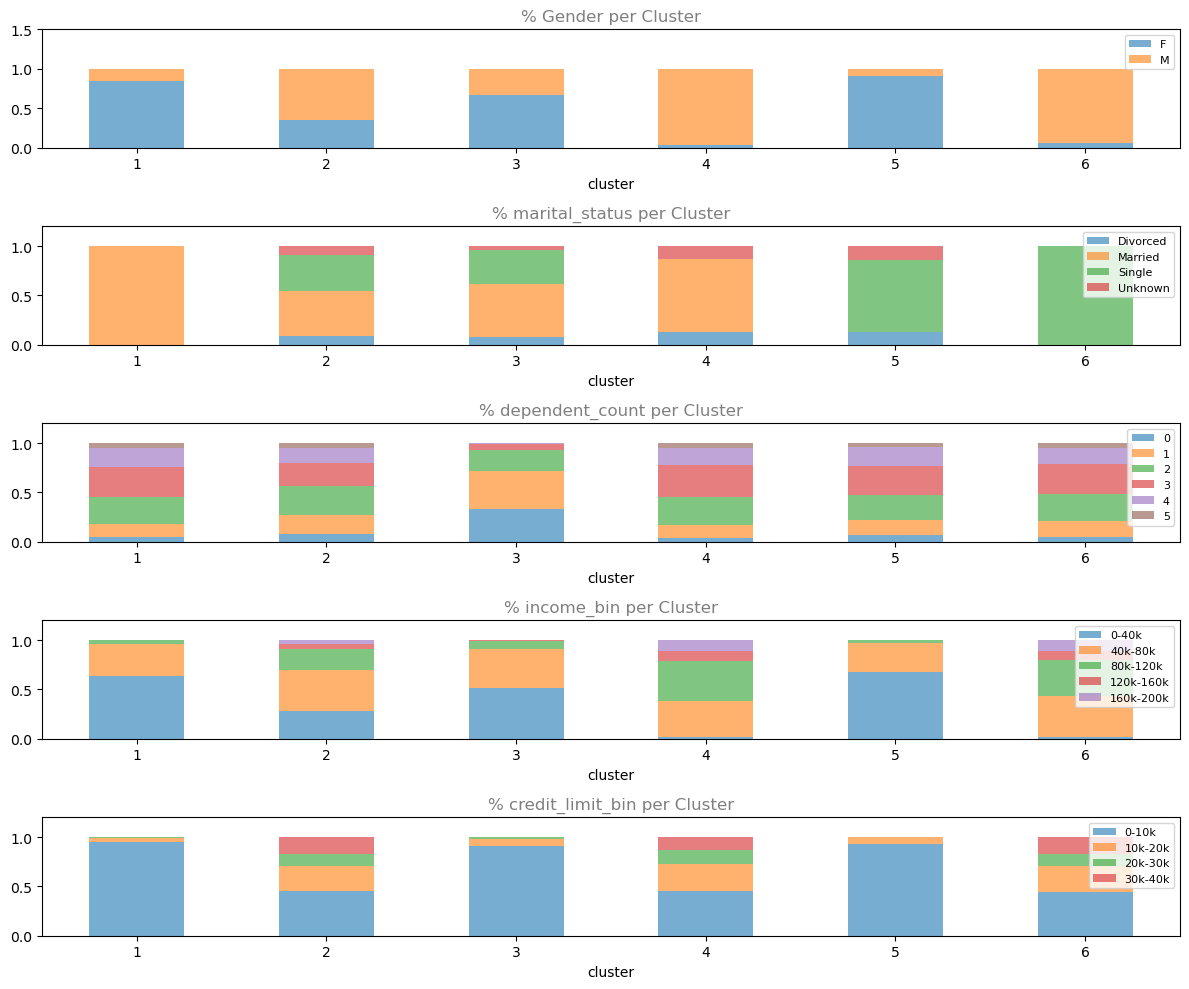 % Gender per Cluster
1.5
1.0
0.5
0.0
F
M
1 2 3 4 5 6
cluster
% marital_status per Cluster
1.0
0.5
0.0
Divorced
Married
Single
Unknown
1 2 3 4 5 6
cluster
% dependent_count per Cluster
1.0
0.5
0.0
0
1
2
3
4
5
1 2 3 4 5 6
cluster
% income_bin per Cluster
1.0
0.5
0.0
0-40k
40k-80k
80k-120k
120k-160k
160k-200k
1 2 3 4 5 6
cluster
% credit_limit_bin per Cluster
1.0
0.5
0.0
0-10k
10k-20k
20k-30k
30k-40k
1 2 3 4 5 6
cluster